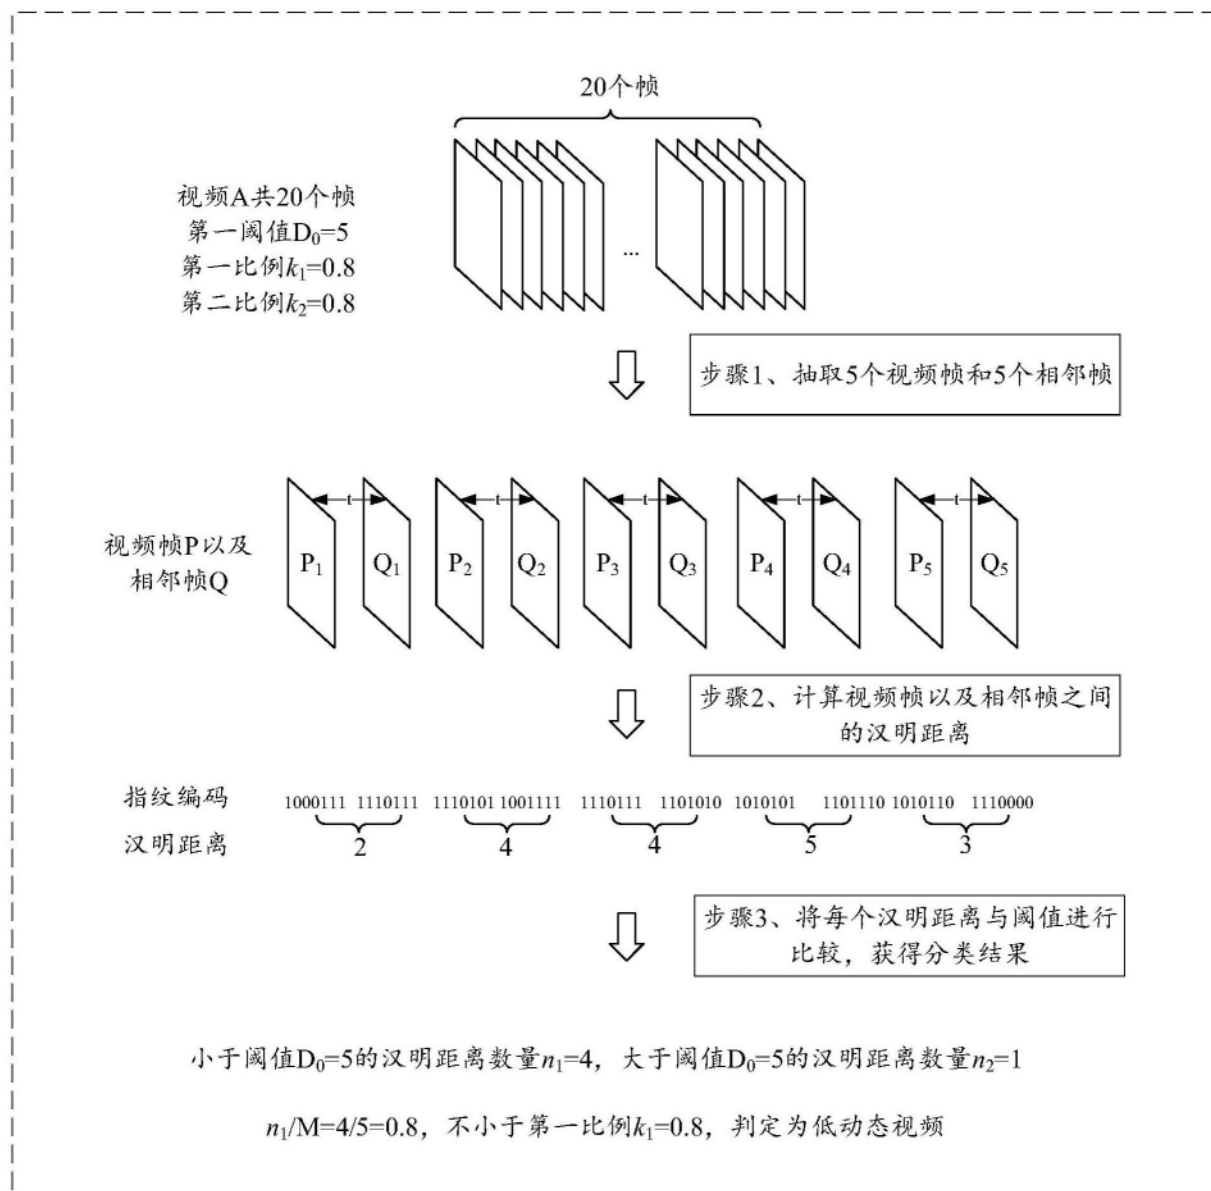 20个帧
视频A共20个帧
第一阈值D₀=5
第一比例k₁=0.8
第二比例k₂=0.8
...
步骤1、抽取5个视频帧和5个相邻帧
t t t t t
视频帧P以及
相邻帧Q
P₁ Q₁ P₂ Q₂ P₃ Q₃ P₄ Q₄ P₅ Q₅
步骤2、计算视频帧以及相邻帧之间
的汉明距离
指纹编码 1000111 1110111 1110101 1001111 1110111 1101010 1010101 1101110 1010110 1110000
汉明距离 2 4 4 5 3
步骤3、将每个汉明距离与阈值进行
比较，获得分类结果
小于阈值D₀=5的汉明距离数量n₁=4，大于阈值D₀=5的汉明距离数量n₂=1
n₁/M=4/5=0.8，不小于第一比例k₁=0.8，判定为低动态视频